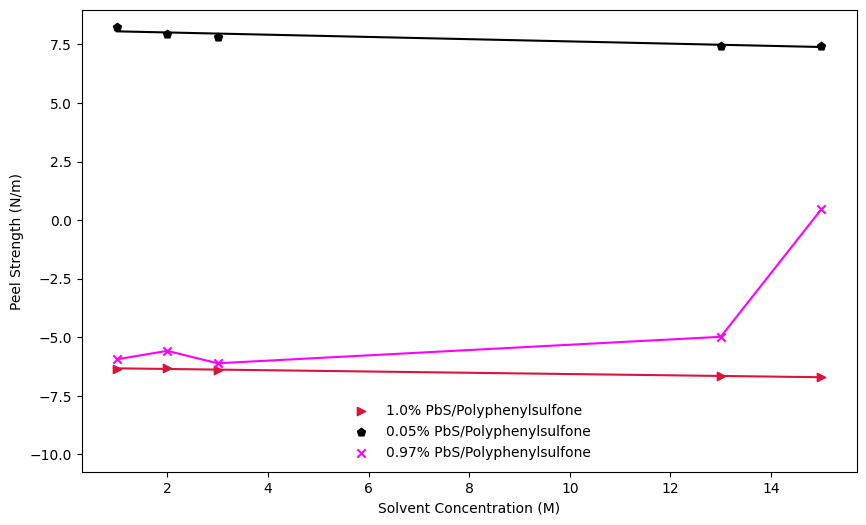 7.5
5.0
2.5
0.0
−2.5
−5.0
−7.5
−10.0
Peel Strength (N/m)
1.0% PbS/Polyphenylsulfone
0.05% PbS/Polyphenylsulfone
0.97% PbS/Polyphenylsulfone
2 4 6 8 10 12 14
Solvent Concentration (M)